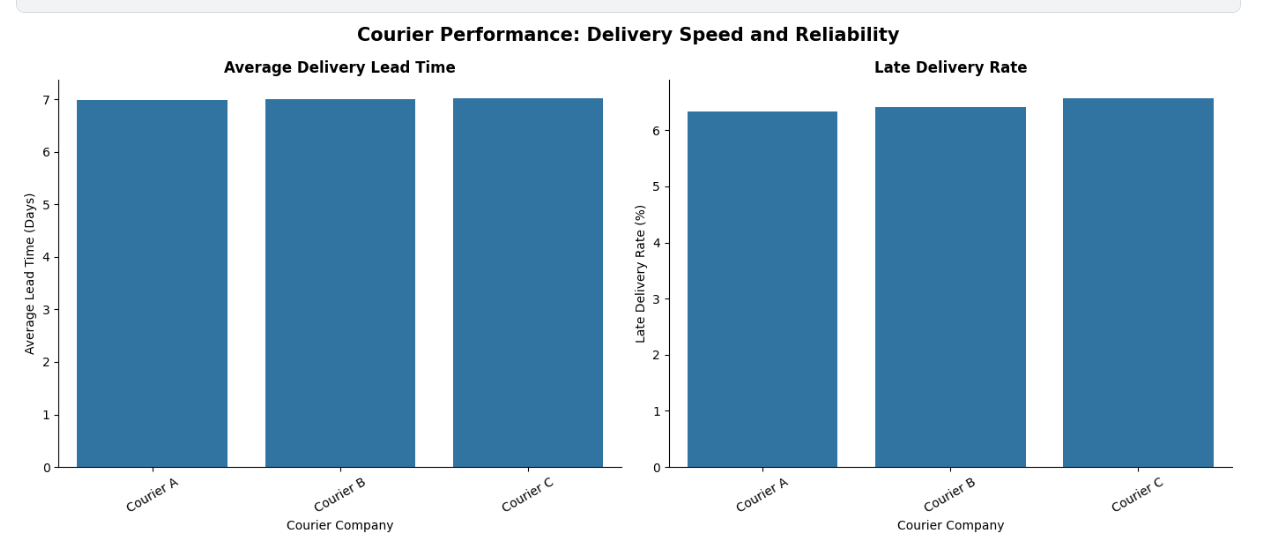 Courier Performance: Delivery Speed and Reliability
Average Delivery Lead Time
Average Lead Time (Days)
7
6
5
4
3
2
1
0
Courier A
Courier B
Courier C
Courier Company
Late Delivery Rate
Late Delivery Rate (%)
6
5
4
3
2
1
0
Courier A
Courier B
Courier C
Courier Company